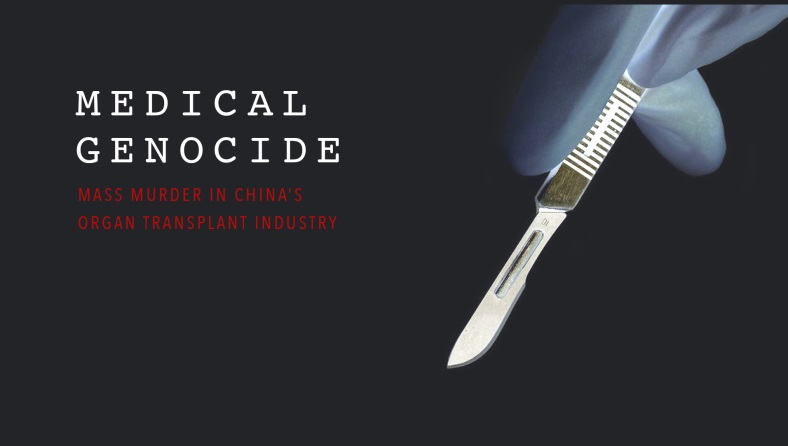 MEDICAL
GENOCIDE
MASS MURDER IN CHINA'S
ORGAN TRANSPLANT INDUSTRY